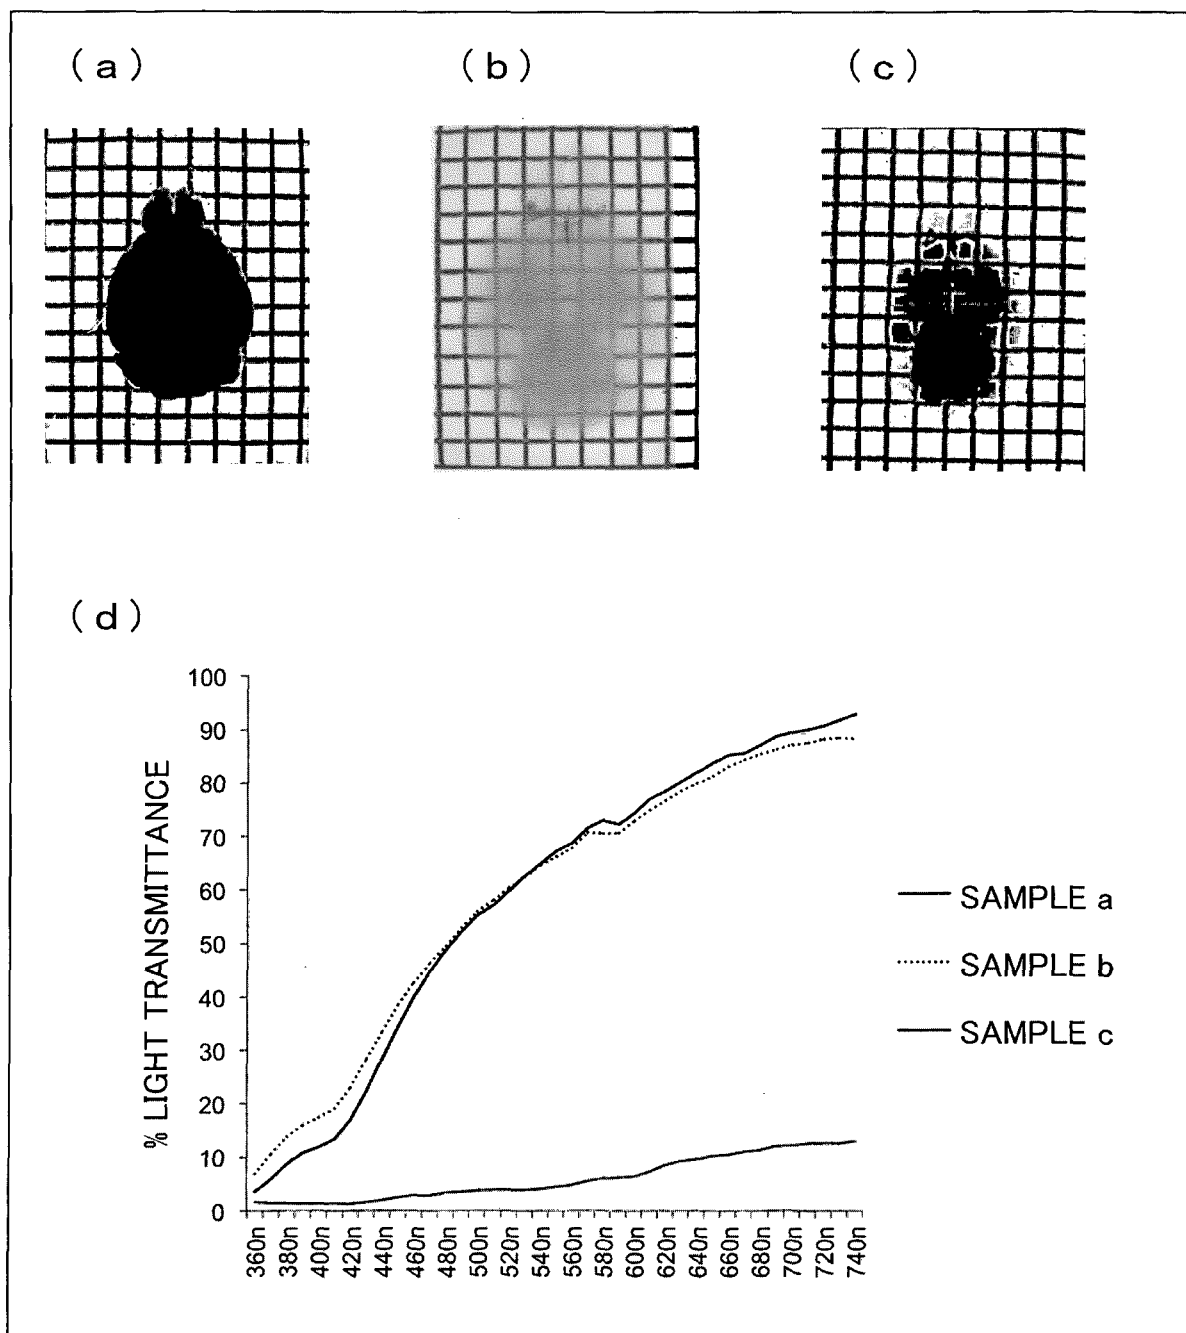 (a)
(b)
(c)
(d)
% LIGHT TRANSMITTANCE
100
90
80
70
60
50
40
30
20
10
0
360n
380n
400n
420n
440n
460n
480n
500n
520n
540n
560n
580n
600n
620n
640n
660n
680n
700n
720n
740n
SAMPLE a
SAMPLE b
SAMPLE c